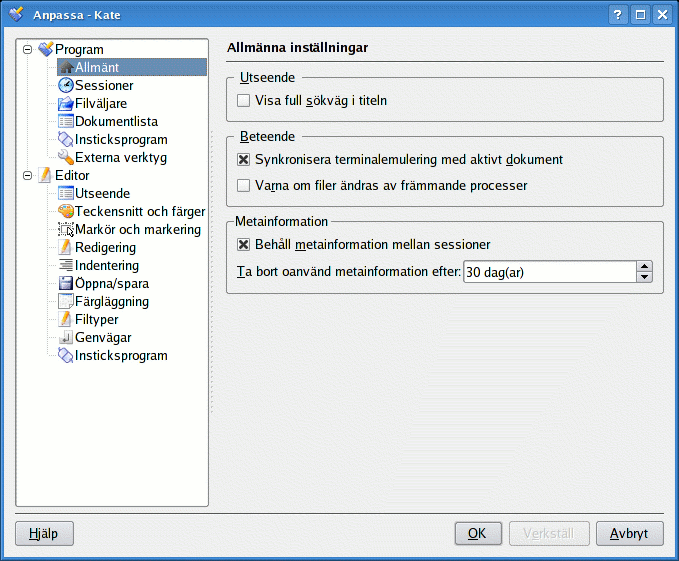 Anpassa - Kate
Program
Allmänt
Sessioner
Filväljare
Dokumentlista
Insticksprogram
Externa verktyg
Editor
Utseende
Teckensnitt och färger
Markör och markering
Redigering
Indentering
Öppna/spara
Färgläggning
Filtyper
Genvägar
Insticksprogram
Allmänna inställningar
Utseende
Visa full sökväg i titeln
Beteende
Synkronisera terminalemulering med aktivt dokument
Varna om filer ändras av främmande processer
Metainformation
Behåll metainformation mellan sessioner
Ta bort oanvänd metainformation efter: 30 dag(ar)
Hjälp
OK
Verkställ
Avbryt